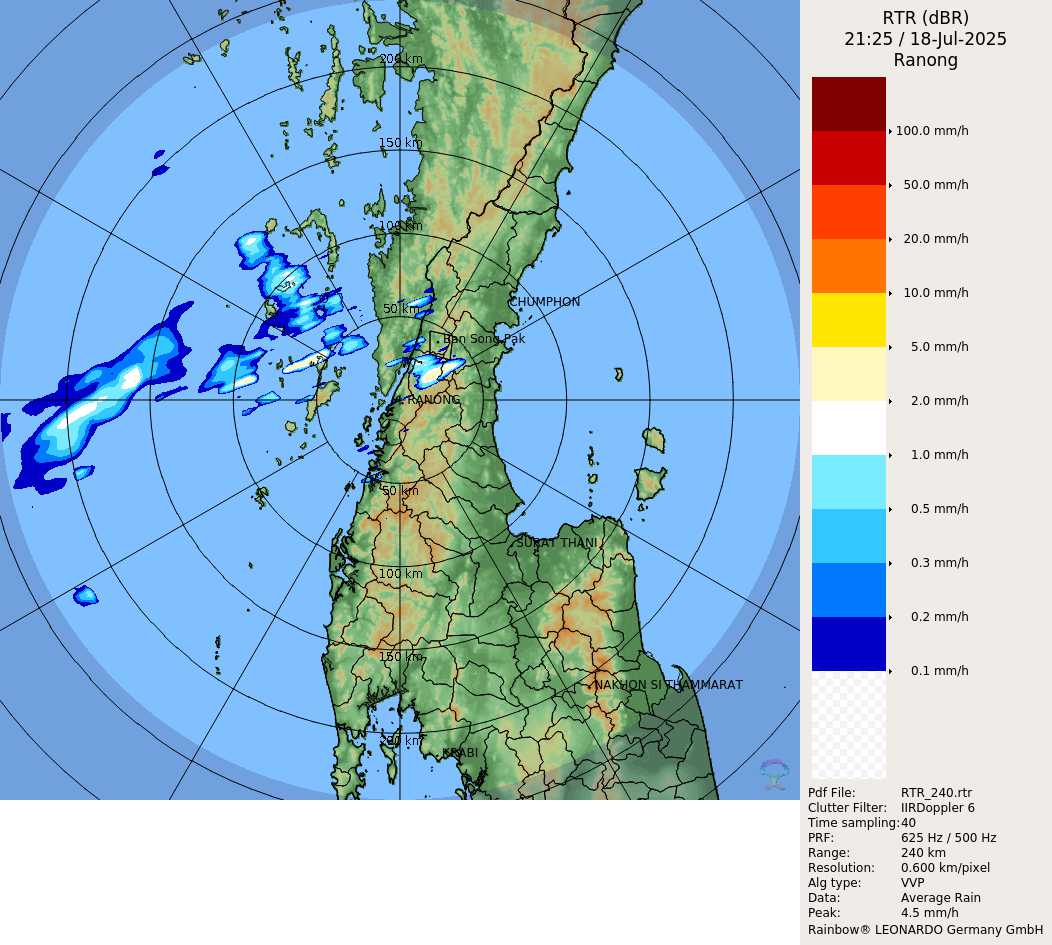 RTR (dBR)
21:25 / 18-Jul-2025
Ranong
200 km
150 km
100 km
50 km
CHUMPHON
Ban Song Pak
RANONG
50 km
SURAT THANI
100 km
150 km
NAKHON SI THAMMARAT
200 km
KRABI
100.0 mm/h
50.0 mm/h
20.0 mm/h
10.0 mm/h
5.0 mm/h
2.0 mm/h
1.0 mm/h
0.5 mm/h
0.3 mm/h
0.2 mm/h
0.1 mm/h
Pdf File: RTR_240.rtr
Clutter Filter: IIRDoppler 6
Time sampling:40
PRF: 625 Hz / 500 Hz
Range: 240 km
Resolution: 0.600 km/pixel
Alg type: VVP
Data: Average Rain
Peak: 4.5 mm/h
Rainbow® LEONARDO Germany GmbH